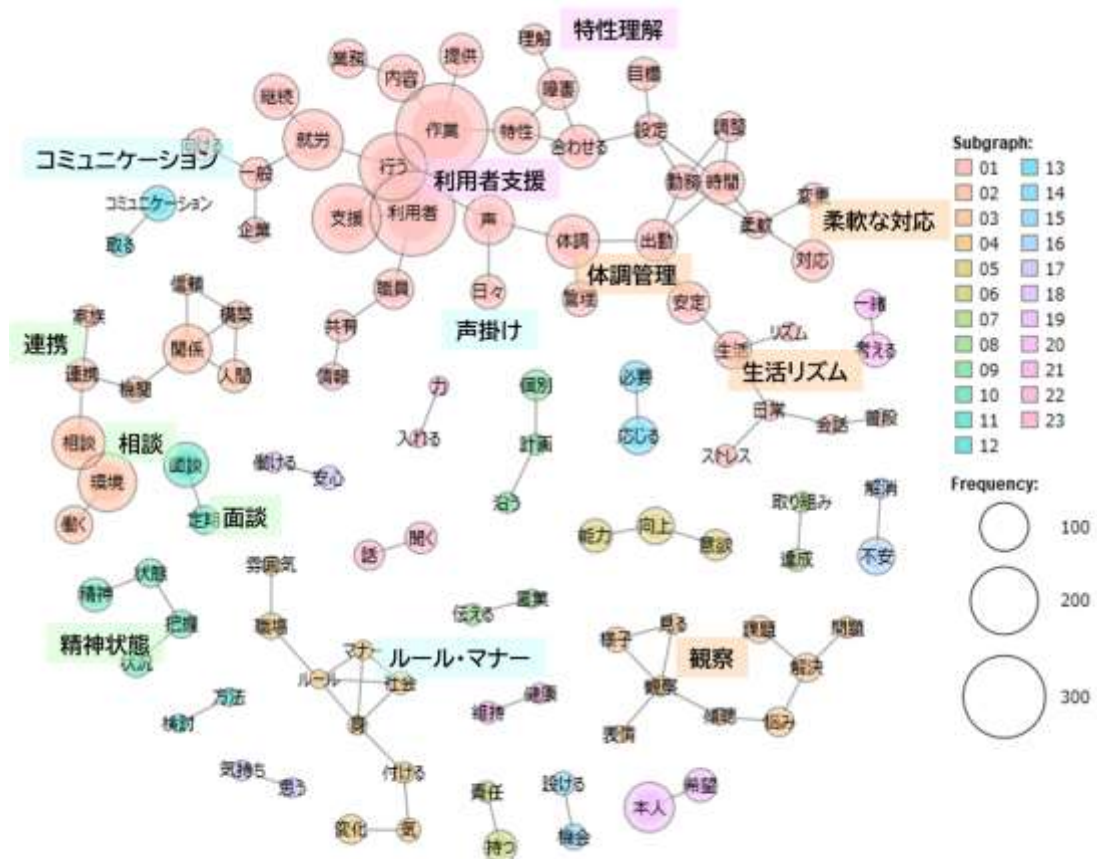 理解
特性理解
業務
提供
内容
障害
目標
継続
作業
特性
設定
調整
就労
合わせる
コミュニケーション
向ける
行う
一般
利用者支援
勤務
時間
変更
コミュニケーション
支援
利用者
声
柔軟
柔軟な対応
取る
企業
体調
出勤
対応
体調管理
職員
日々
管理
安定
信頼
家族
構築
共有
声掛け
リズム
一緒
連携
関係
生活
考える
連携
機関
人間
情報
力
個別
必要
生活リズム
入れる
計画
応じる
日常
会話
普段
相談
相談
面談
働ける
安心
ストレス
環境
沿う
取り組み
解消
働く
定期
面談
能力
向上
意欲
話
聞く
達成
不安
雰囲気
精神
状態
伝える
言葉
職場
把握
様子
見る
課題
問題
精神状態
状況
マナー
ルール・マナー
観察
ルール
社会
解決
方法
健康
観察
検討
身
維持
傾聴
悩み
表情
気持ち
思う
付ける
責任
設ける
希望
本人
変化
気
持つ
機会
Subgraph:
01 13
02 14
03 15
04 16
05 17
06 18
07 19
08 20
09 21
10 22
11 23
12
Frequency:
100
200
300